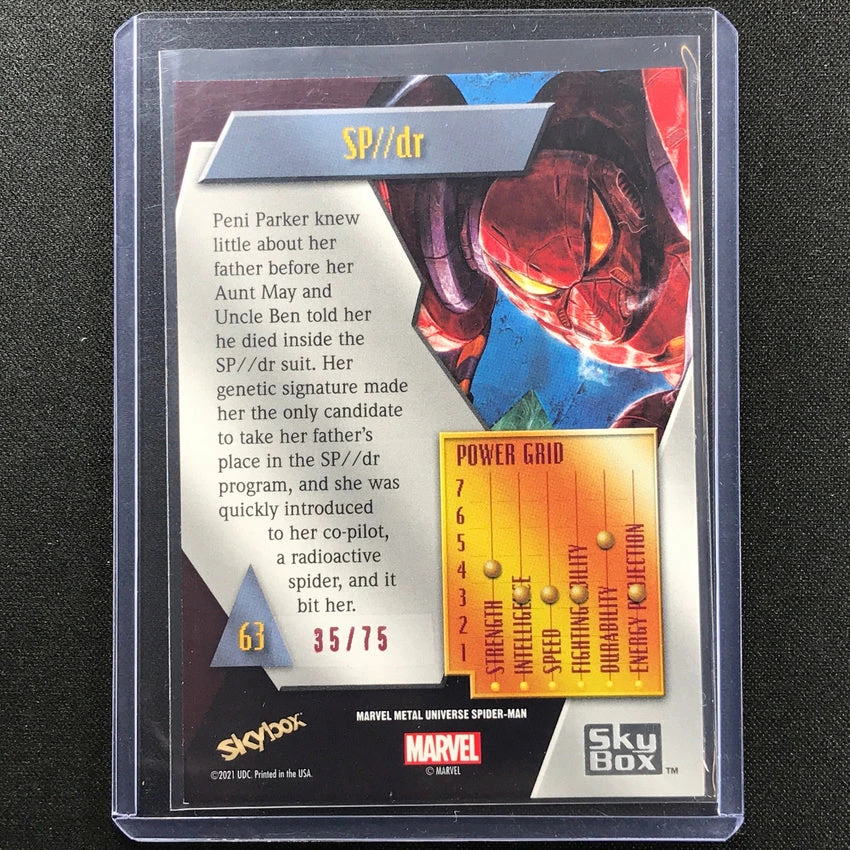 SP//dr
Peni Parker knew
little about her
father before her
Aunt May and
Uncle Ben told her
he died inside the
SP//dr suit. Her
genetic signature made
her the only candidate
to take her father's
place in the SP//dr
program, and she was
quickly introduced
to her co-pilot,
a radioactive
spider, and it
bit her.
63
35/75
POWER GRID
7
6
5
4
3
2
1
STRENGTH
INTELLIGENCE
SPEED
FIGHTING ABILITY
DURABILITY
ENERGY PROJECTION
skybox
MARVEL METAL UNIVERSE SPIDER-MAN
MARVEL
© MARVEL
©2021 UDC. Printed in the USA.
Sky
Box
TM